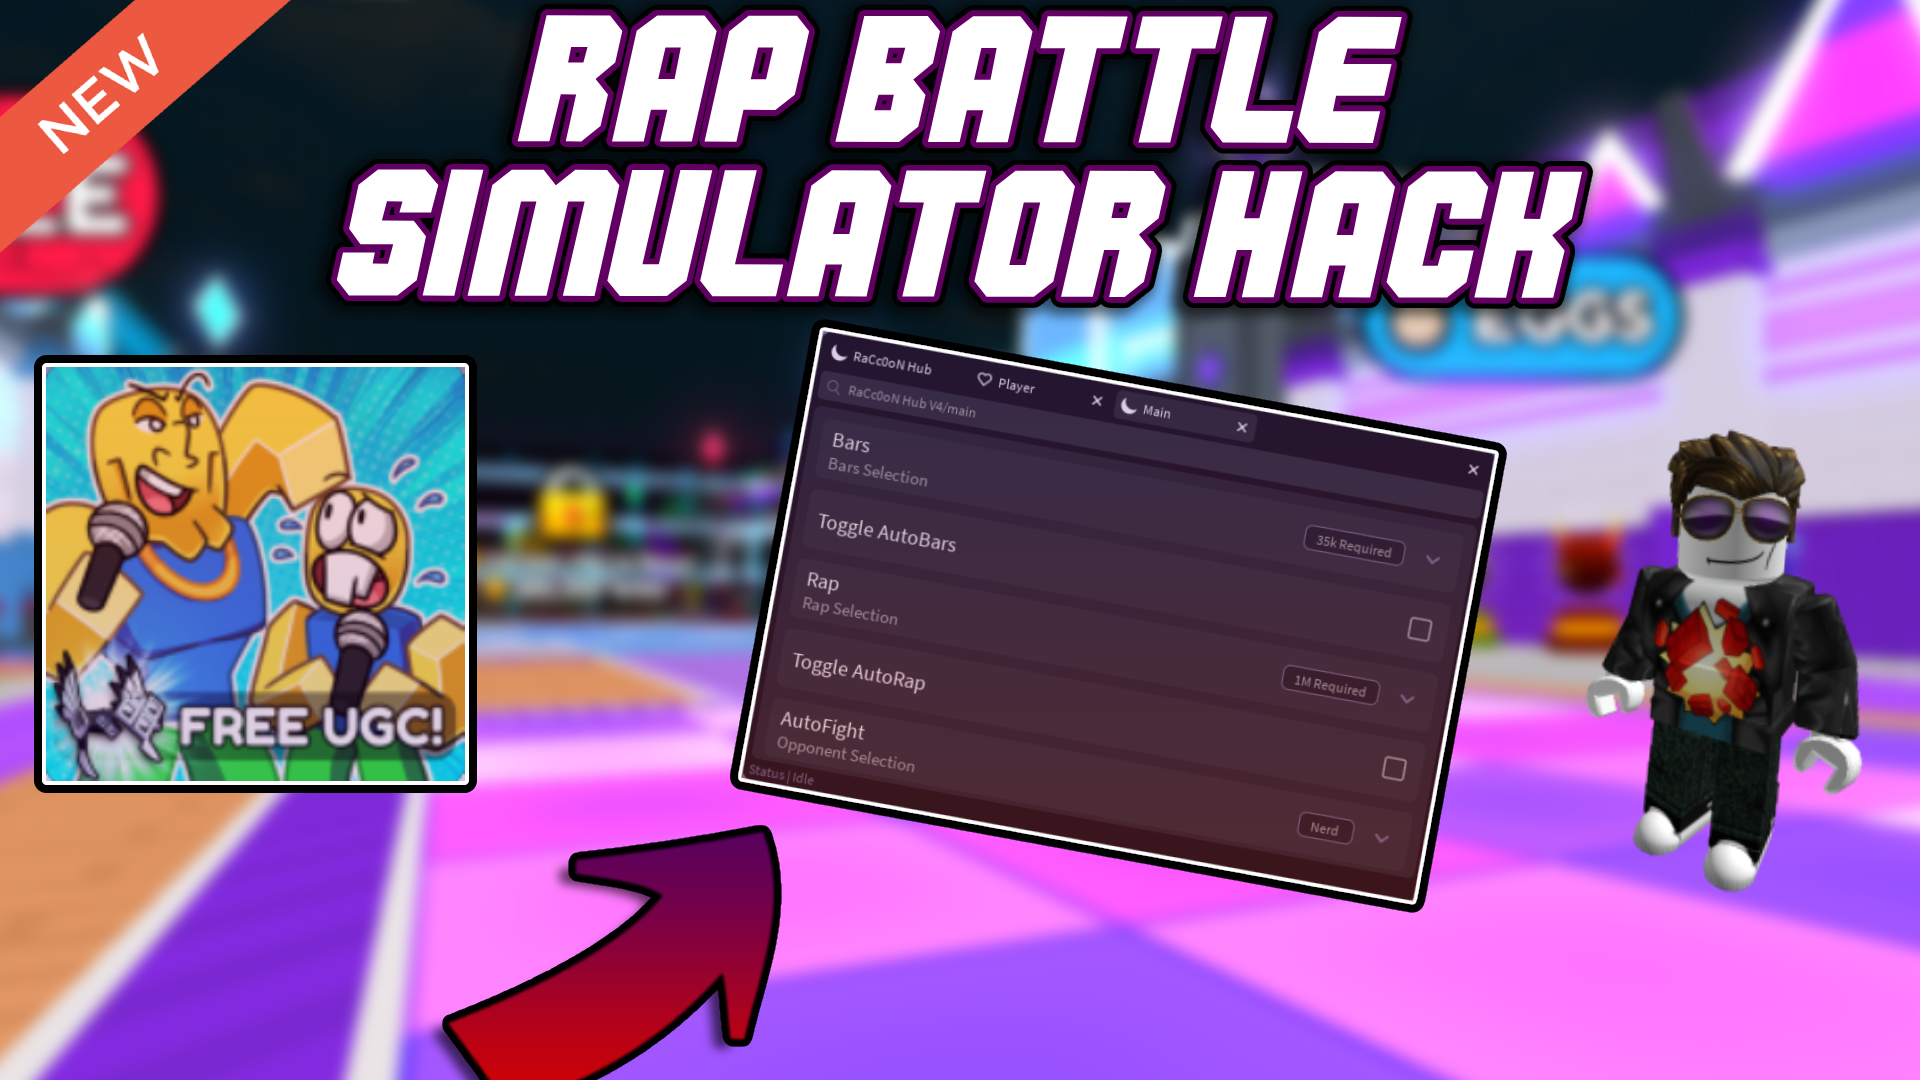 NEW
RAP BATTLE
SIMULATOR HACK
EGGS
FREE UGC!
RaCc0oN Hub
Player
Main
RaCc0oN Hub V4/main
Bars
Bars Selection
35k Required
Toggle AutoBars
Rap
Rap Selection
1M Required
Toggle AutoRap
AutoFight
Opponent Selection
Nerd
Status | Idle